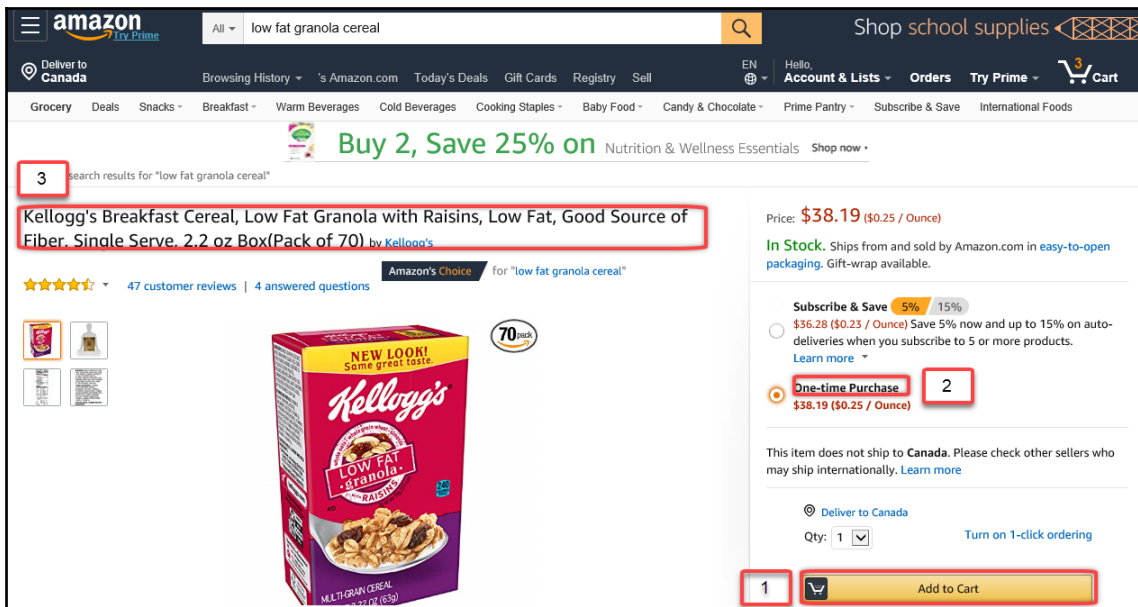 amazon
Try Prime
All
low fat granola cereal
Shop school supplies
Deliver to
Canada
Browsing History
's Amazon.com
Today's Deals
Gift Cards
Registry
Sell
EN
Hello,
Account & Lists
Orders
Try Prime
3
Cart
Grocery
Deals
Snacks
Breakfast
Warm Beverages
Cold Beverages
Cooking Staples
Baby Food
Candy & Chocolate
Prime Pantry
Subscribe & Save
International Foods
Buy 2, Save 25% on Nutrition & Wellness Essentials Shop now
3
search results for "low fat granola cereal"
Kellogg's Breakfast Cereal, Low Fat Granola with Raisins, Low Fat, Good Source of
Fiber, Single Serve, 2.2 oz Box(Pack of 70) by Kellogg's
Amazon's Choice for "low fat granola cereal"
47 customer reviews | 4 answered questions
70 pack
NEW LOOK!
Same great taste.
Kellogg's
LOW FAT
granola
with RAISINS
240
MULTI-GRAIN CEREAL
(63g)
Price: $38.19 ($0.25 / Ounce)
In Stock. Ships from and sold by Amazon.com in easy-to-open
packaging. Gift-wrap available.
Subscribe & Save 5% 15%
$36.28 ($0.23 / Ounce) Save 5% now and up to 15% on auto-
deliveries when you subscribe to 5 or more products.
Learn more
One-time Purchase
2
$38.19 ($0.25 / Ounce)
This item does not ship to Canada. Please check other sellers who
may ship internationally. Learn more
Deliver to Canada
Qty: 1
Turn on 1-click ordering
1
Add to Cart